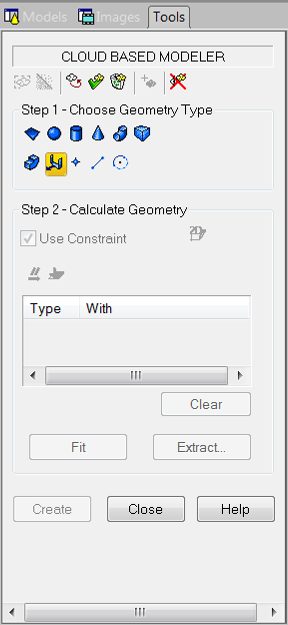 Models Images Tools
CLOUD BASED MODELER
Step 1 - Choose Geometry Type
Step 2 - Calculate Geometry
Use Constraint
2D
Type With
Clear
Fit Extract...
Create Close Help